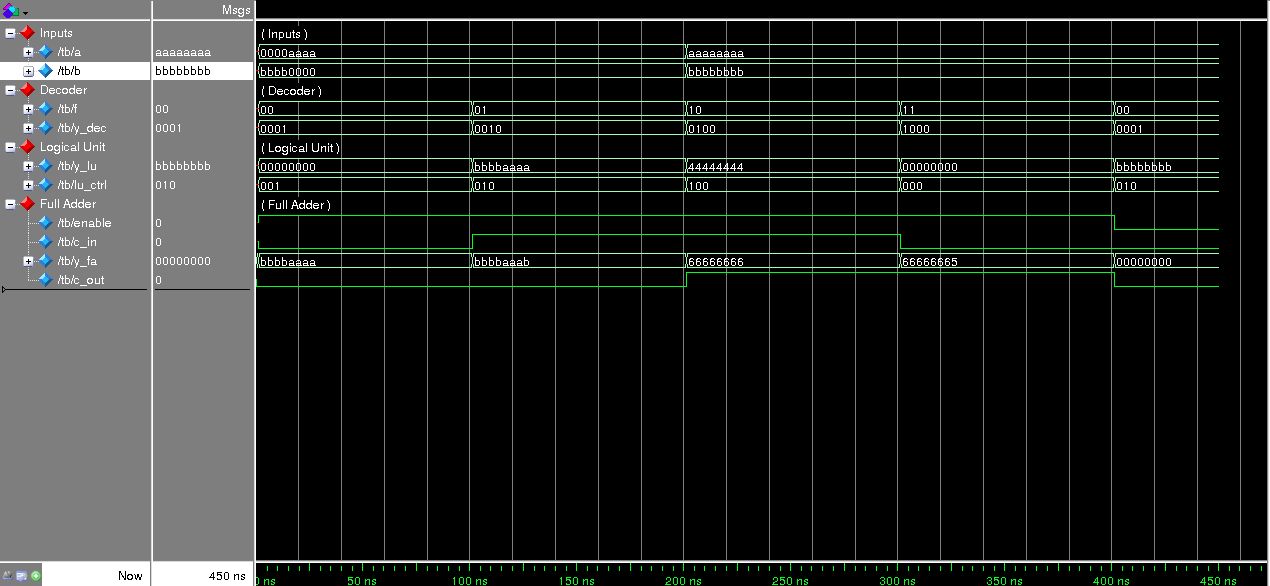 Msgs
Inputs ( Inputs )
/tb/a aaaaaaaa 0000aaaa aaaaaaaa
/tb/b bbbbbbbb bbbb0000 bbbbbbbb
Decoder ( Decoder )
/tb/f 00 00 01 10 11 00
/tb/y_dec 0001 0001 0010 0100 1000 0001
Logical Unit ( Logical Unit )
/tb/y_lu bbbbbbbb 00000000 bbbbaaaa 44444444 00000000 bbbbbbbb
/tb/lu_ctrl 010 001 010 100 000 010
Full Adder ( Full Adder )
/tb/enable 0
/tb/c_in 0
/tb/y_fa 00000000 bbbbaaaa bbbbaaab 66666666 66666665 00000000
/tb/c_out 0
Now 450 ns ns 50 ns 100 ns 150 ns 200 ns 250 ns 300 ns 350 ns 400 ns 450 ns